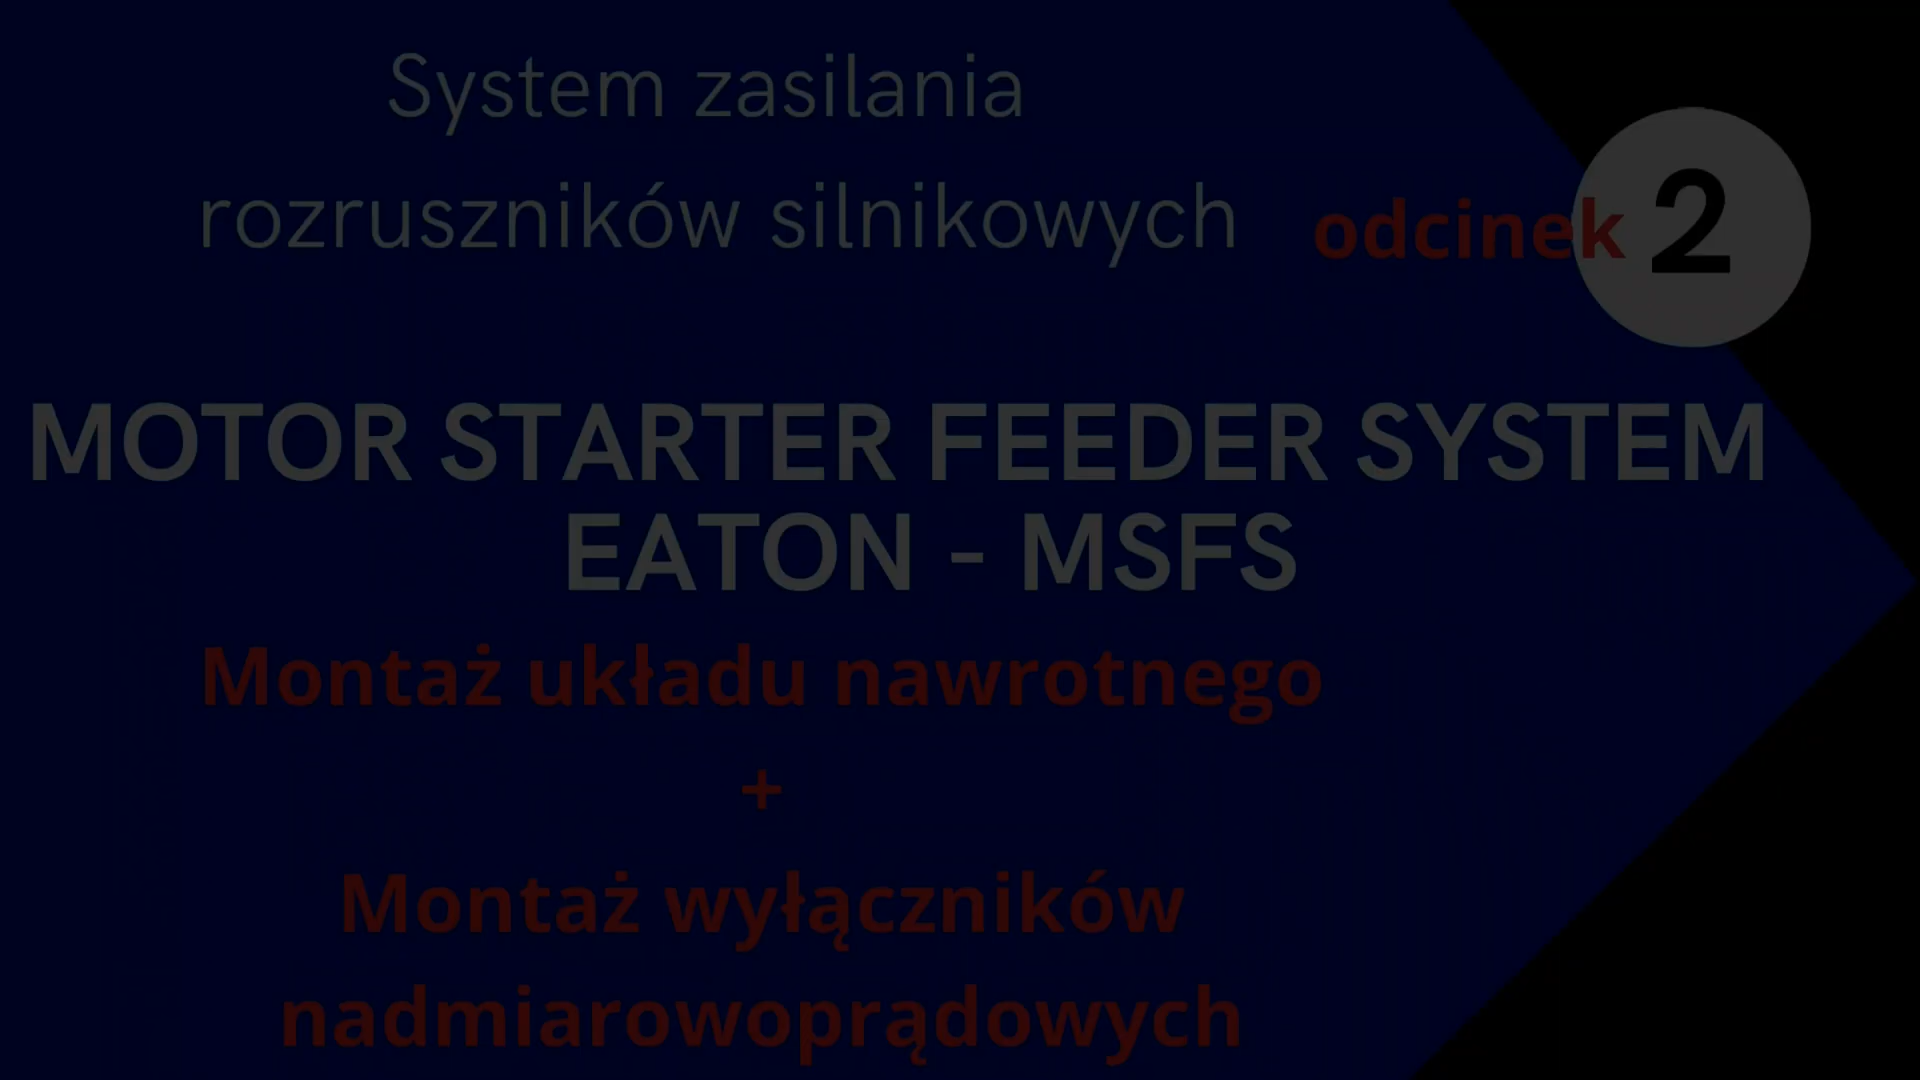 System zasilania
rozruszników silnikowych
odcinek 2
MOTOR STARTER FEEDER SYSTEM
EATON - MSFS
Montaż układu nawrotnego
+
Montaż wyłączników
nadmiarowoprądowych